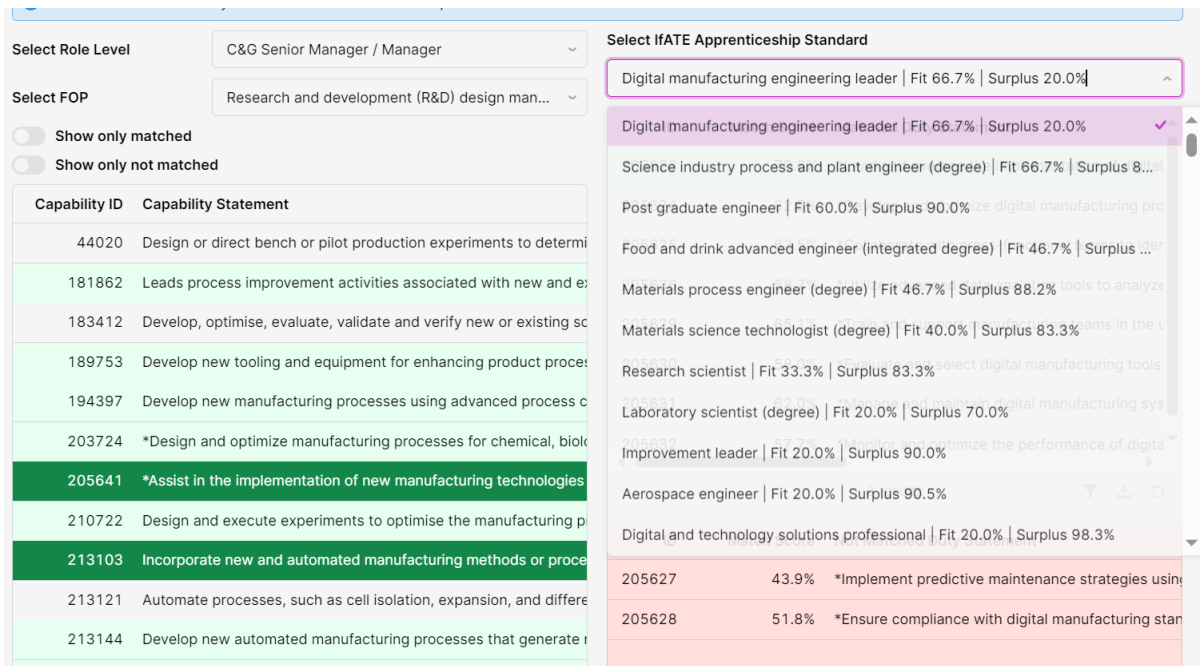 Select Role Level
C&G Senior Manager / Manager
Select FOP
Research and development (R&D) design man...
Show only matched
Show only not matched
Capability ID Capability Statement
44020 Design or direct bench or pilot production experiments to determi
181862 Leads process improvement activities associated with new and ex
183412 Develop, optimise, evaluate, validate and verify new or existing sc
189753 Develop new tooling and equipment for enhancing product proces
194397 Develop new manufacturing processes using advanced process c
203724 *Design and optimize manufacturing processes for chemical, biolo
205641 *Assist in the implementation of new manufacturing technologies
210722 Design and execute experiments to optimise the manufacturing p
213103 Incorporate new and automated manufacturing methods or proce
213121 Automate processes, such as cell isolation, expansion, and differe
213144 Develop new automated manufacturing processes that generate r
Select IfATE Apprenticeship Standard
Digital manufacturing engineering leader | Fit 66.7% | Surplus 20.0%
Digital manufacturing engineering leader | Fit 66.7% | Surplus 20.0%
Science industry process and plant engineer (degree) | Fit 66.7% | Surplus 8...
Post graduate engineer | Fit 60.0% | Surplus 90.0%
Food and drink advanced engineer (integrated degree) | Fit 46.7% | Surplus ...
Materials process engineer (degree) | Fit 46.7% | Surplus 88.2%
Materials science technologist (degree) | Fit 40.0% | Surplus 83.3%
Research scientist | Fit 33.3% | Surplus 83.3%
Laboratory scientist (degree) | Fit 20.0% | Surplus 70.0%
Improvement leader | Fit 20.0% | Surplus 90.0%
Aerospace engineer | Fit 20.0% | Surplus 90.5%
Digital and technology solutions professional | Fit 20.0% | Surplus 98.3%
205627 43.9% *Implement predictive maintenance strategies using
205628 51.8% *Ensure compliance with digital manufacturing stan